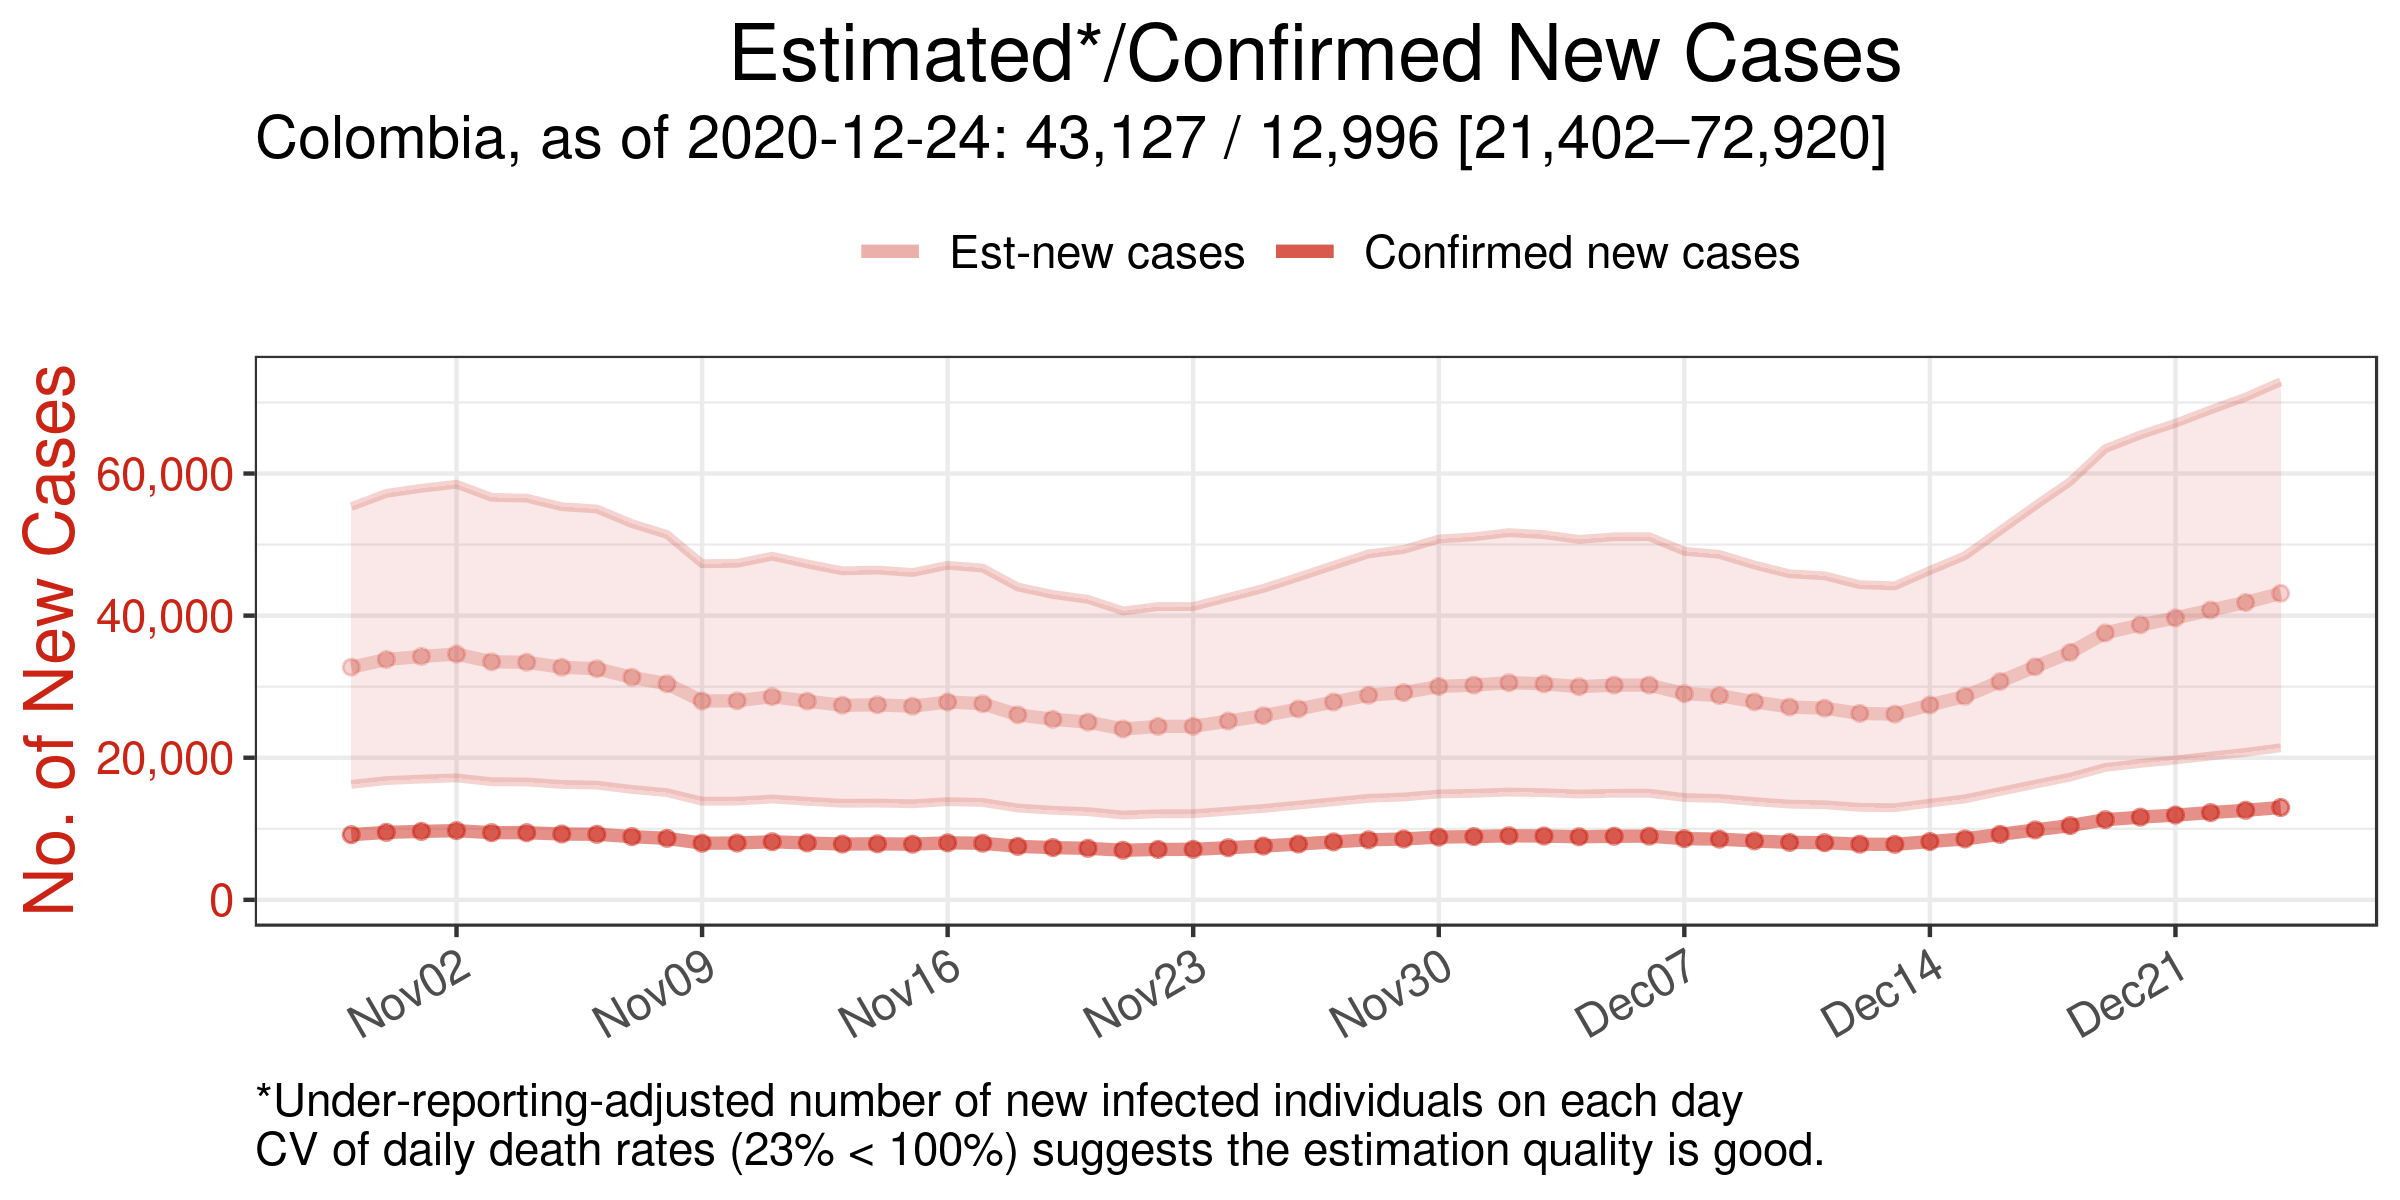 Estimated*/Confirmed New Cases
Colombia, as of 2020-12-24: 43,127 / 12,996 [21,402–72,920]
Est-new cases
Confirmed new cases
No. of New Cases
60,000
40,000
20,000
0
Nov02
Nov09
Nov16
Nov23
Nov30
Dec07
Dec14
Dec21
*Under-reporting-adjusted number of new infected individuals on each day
CV of daily death rates (23% < 100%) suggests the estimation quality is good.